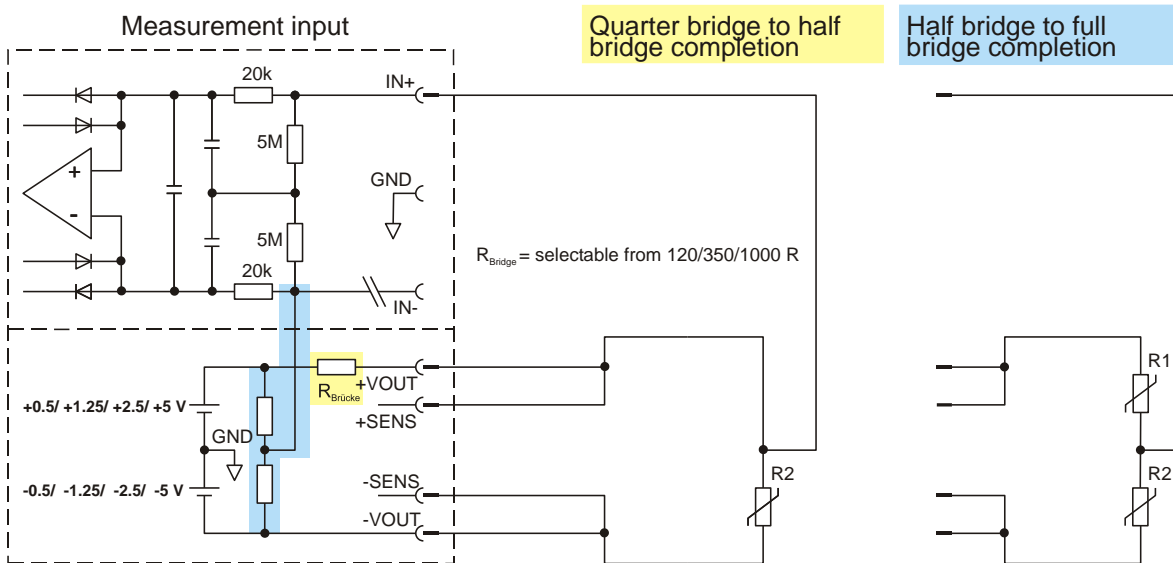 Measurement input
Quarter bridge to half
bridge completion
Half bridge to full
bridge completion
20k
IN+
5M
+
GND
-
5M
R_Bridge = selectable from 120/350/1000 R
20k
IN-
R1
+VOUT
R_Brücke
+0.5/ +1.25/ +2.5/ +5 V
+SENS
GND
-0.5/ -1.25/ -2.5/ -5 V
-SENS
R2
R2
-VOUT